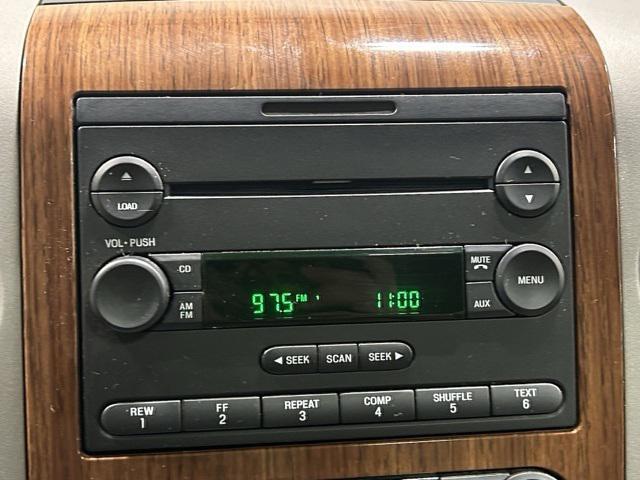 LOAD
VOL • PUSH
CD
MUTE
MENU
AM
FM
AUX
97.5 FM 1 11:00
◄ SEEK SCAN SEEK ►
REW FF REPEAT COMP SHUFFLE TEXT
1 2 3 4 5 6